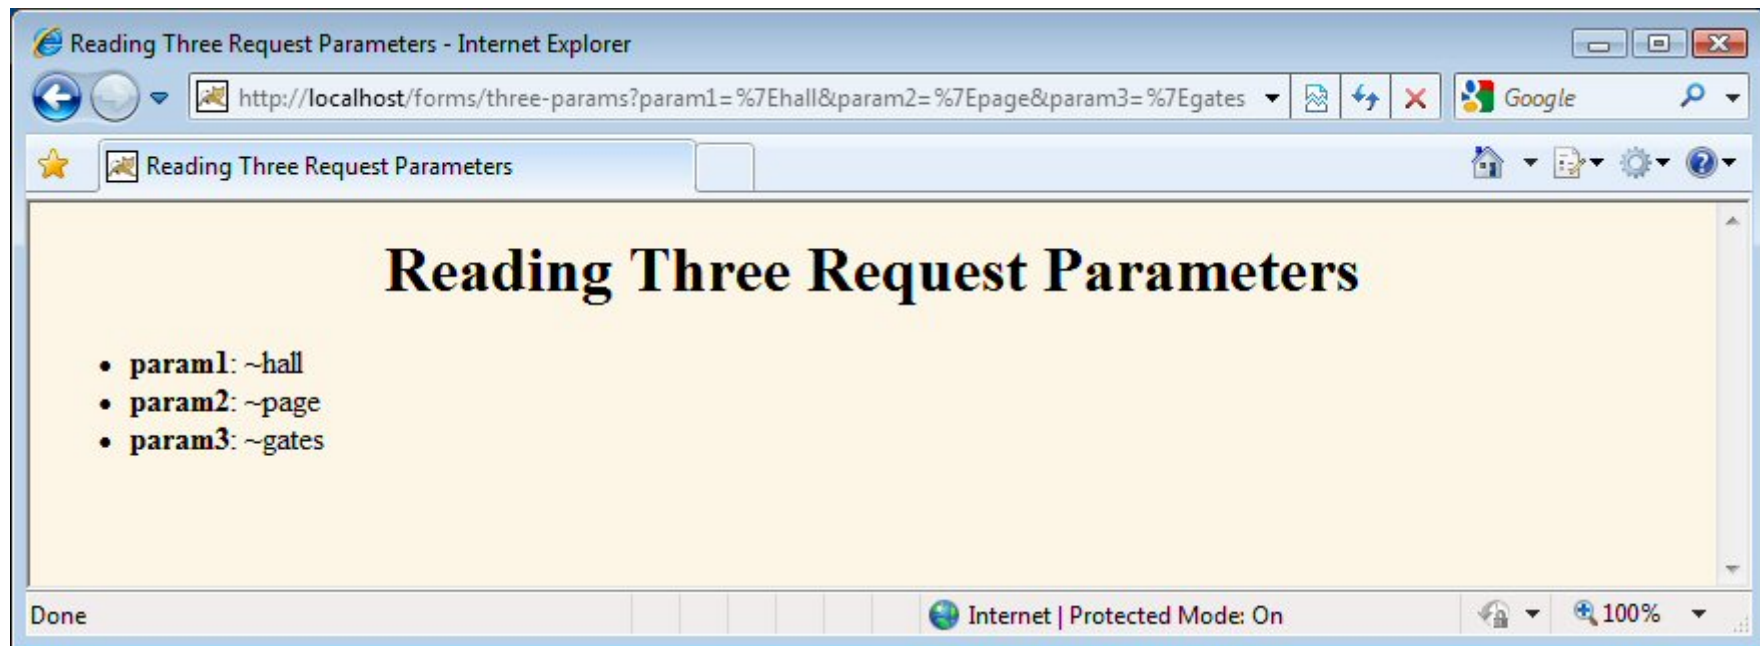 Reading Three Request Parameters - Internet Explorer
http://localhost/forms/three-params?param1=%7Ehall&param2=%7Epage&param3=%7Egates
Google
Reading Three Request Parameters
Reading Three Request Parameters
• param1: ~hall
• param2: ~page
• param3: ~gates
Done
Internet | Protected Mode: On
100%